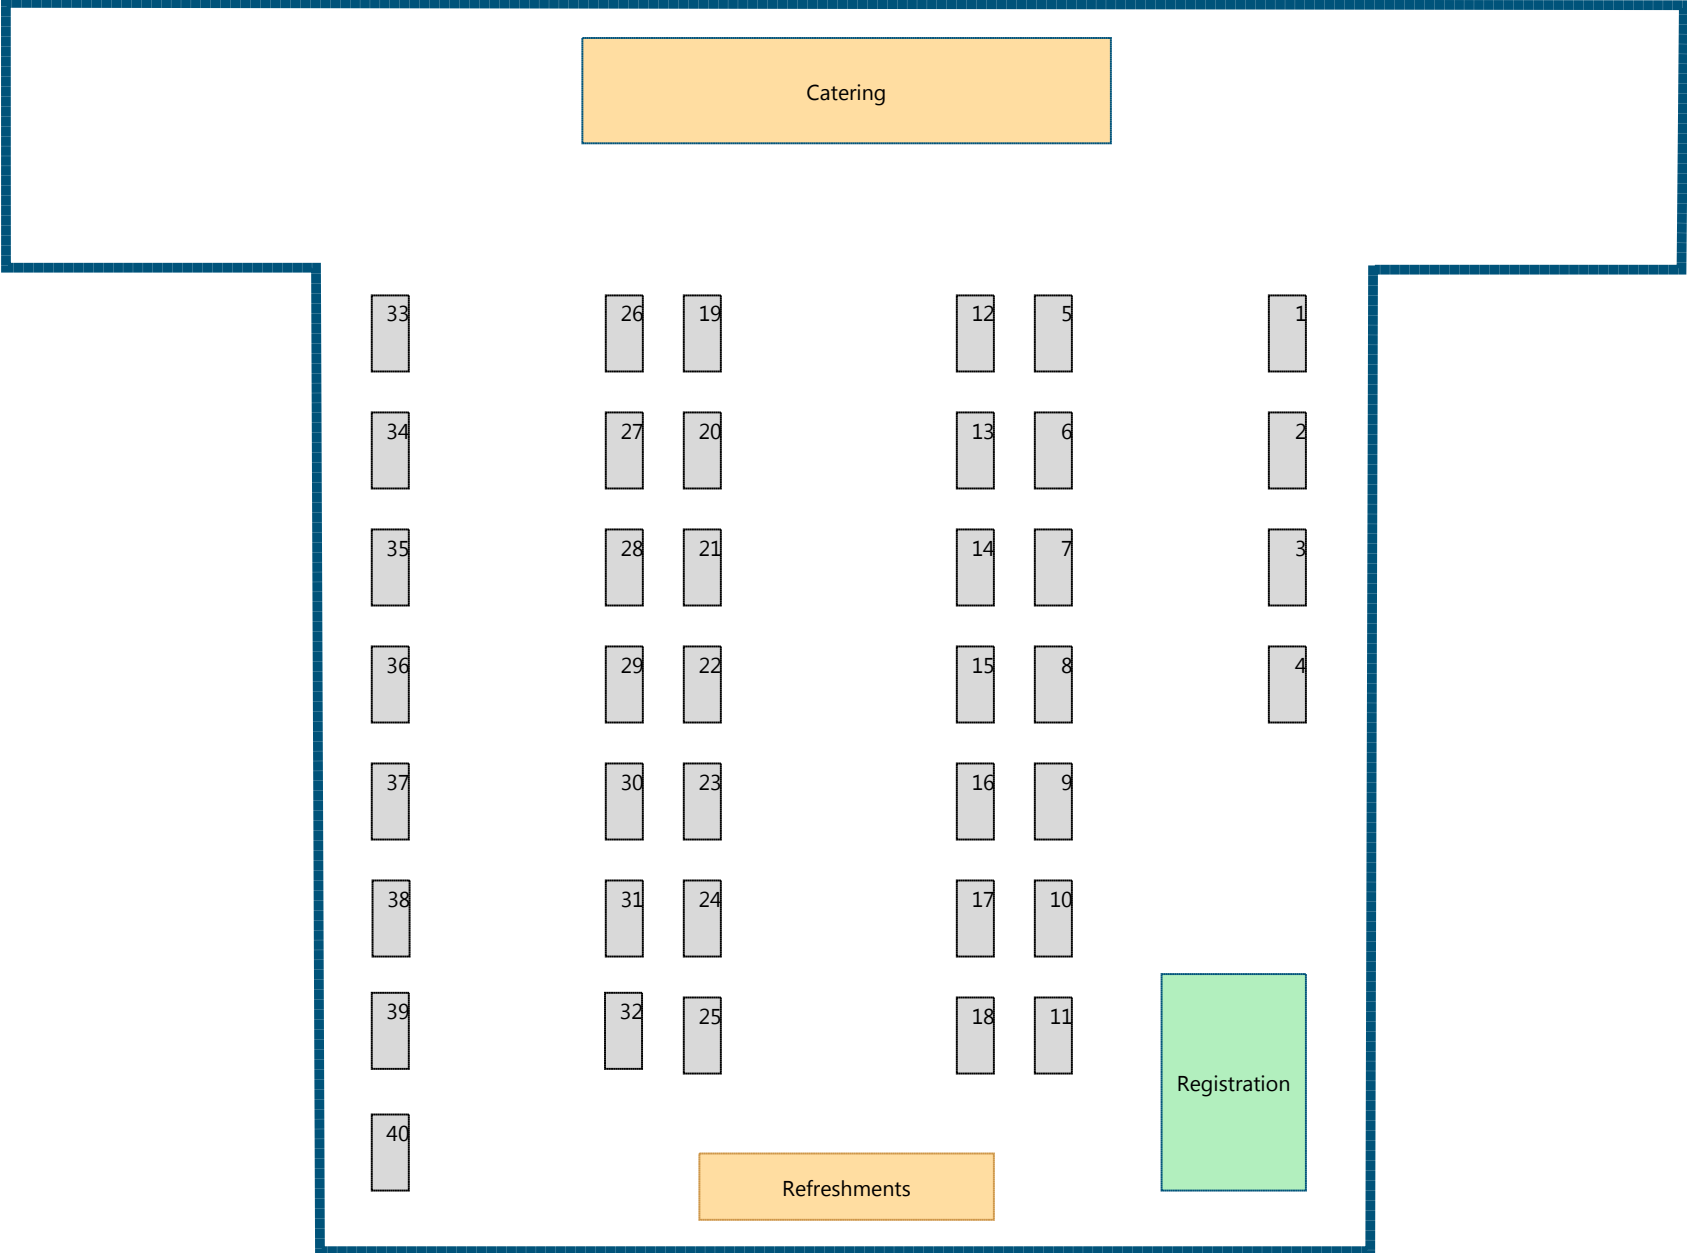 Catering
33 26 19 12 5 1
34 27 20 13 6 2
35 28 21 14 7 3
36 29 22 15 8 4
37 30 23 16 9
38 31 24 17 10
39 32 25 18 11
Registration
40
Refreshments